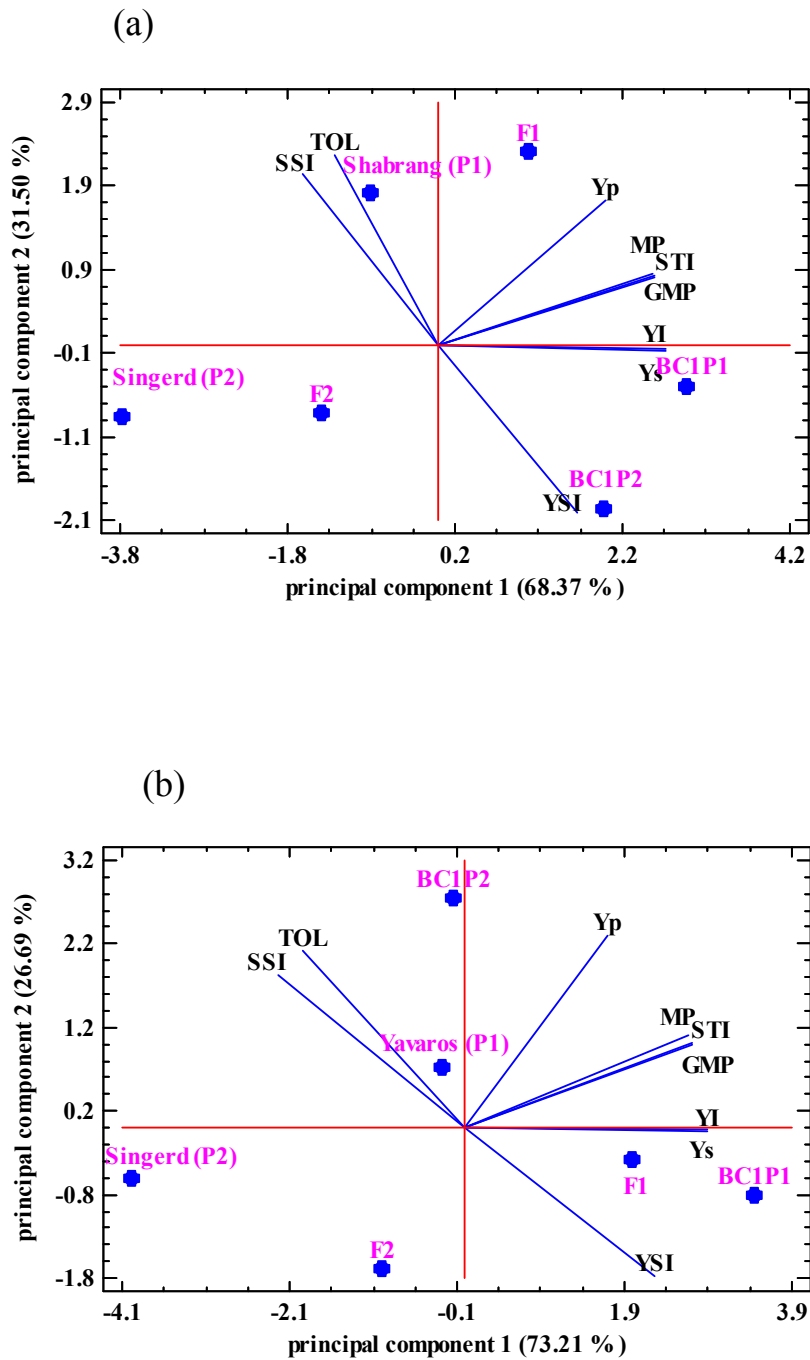 (a)
2.9
1.9
0.9
-0.1
-1.1
-2.1
principal component 2 (31.50 %)
F1
TOL
SSI
Shabrang (P1)
Yp
MP
STI
GMP
YI
Ys
BC1P1
Singerd (P2)
F2
BC1P2
YSI
-3.8 -1.8 0.2 2.2 4.2
principal component 1 (68.37 %)
(b)
3.2
2.2
1.2
0.2
-0.8
-1.8
principal component 2 (26.69 %)
BC1P2
Yp
TOL
SSI
MP
STI
Yavaros (P1)
GMP
YI
Ys
Singerd (P2)
F1
BC1P1
F2
YSI
-4.1 -2.1 -0.1 1.9 3.9
principal component 1 (73.21 %)